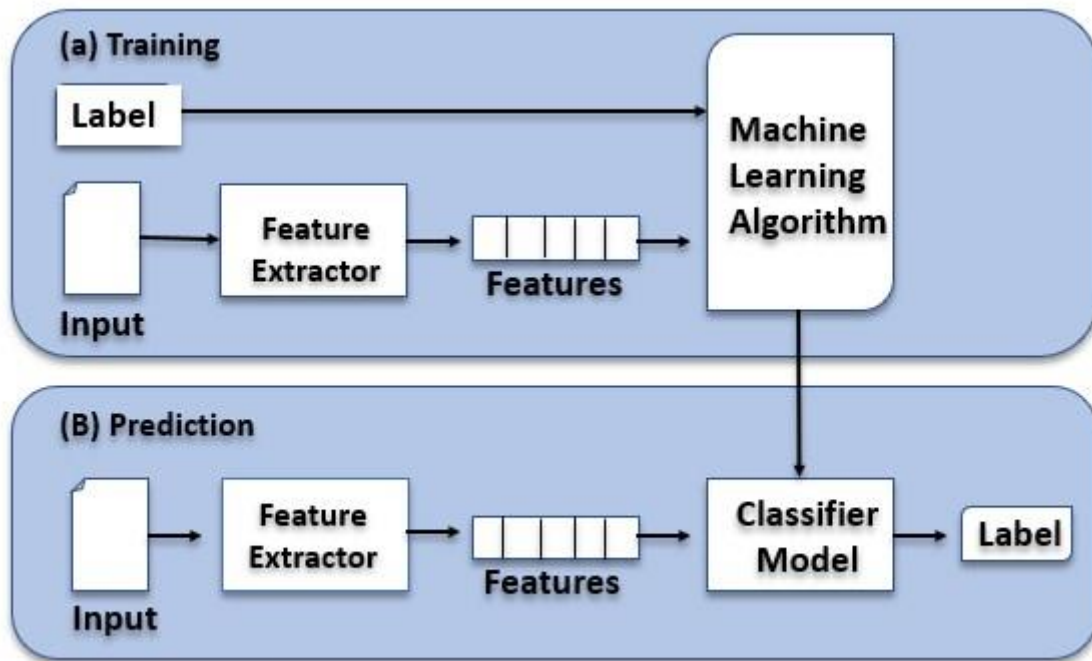 (a) Training
Label
Machine
Learning
Algorithm
Feature
Extractor
Features
Input
(B) Prediction
Feature
Extractor
Features
Input
Classifier
Model
Label